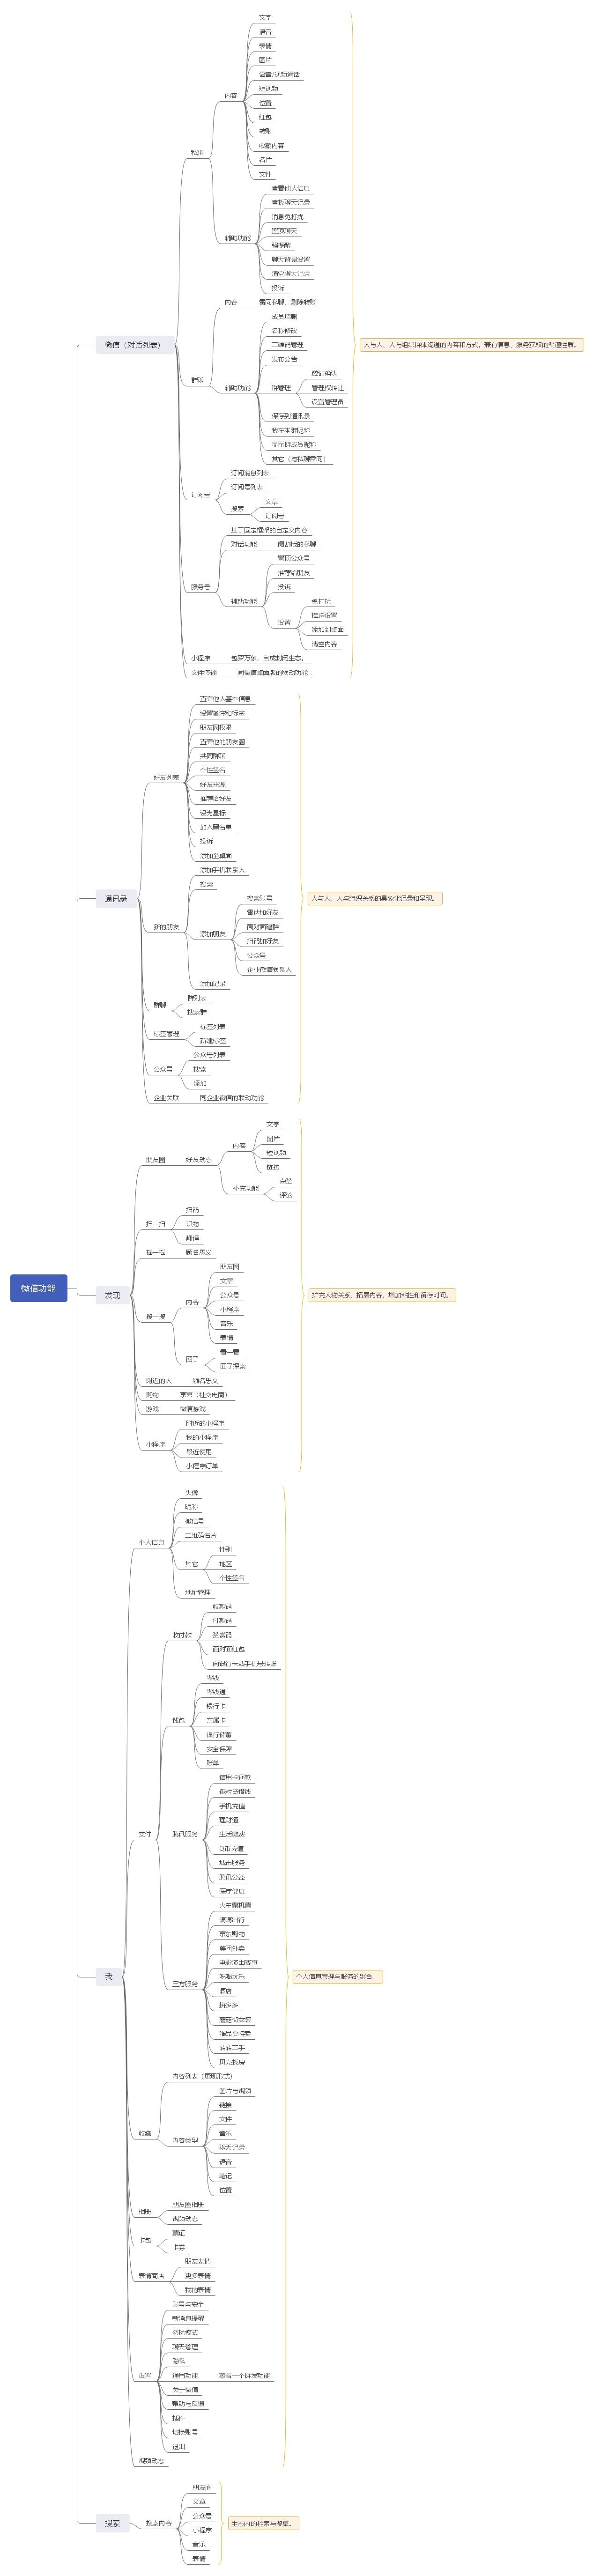 微信功能
微信（对话列表）
私聊
内容
文字
语音
表情
图片
语音/视频通话
短视频
位置
红包
转账
收藏内容
名片
文件
辅助功能
查看他人信息
查找聊天记录
消息免打扰
置顶聊天
强提醒
聊天背景设置
清空聊天记录
投诉
群聊
内容
雷同私聊，剔除转账
辅助功能
成员增删
名称修改
二维码管理
发布公告
群管理
邀请确认
管理权转让
设置管理员
保存到通讯录
我在本群昵称
显示群成员昵称
其它（与私聊雷同）
订阅号
订阅消息列表
订阅号列表
搜索
文章
订阅号
服务号
基于固定框架的自定义内容
对话功能
阉割版的私聊
辅助功能
置顶公众号
推荐给朋友
投诉
设置
免打扰
推送设置
添加到桌面
清空内容
小程序
包罗万象，自成封闭生态。
文件传输
同微信桌面版的联动功能
人与人、人与组织群体沟通的内容和方式。兼有信息、服务获取的渠道性质。
通讯录
好友列表
查看他人基本信息
设置备注和标签
朋友圈权限
查看他的朋友圈
共同群聊
个性签名
好友来源
推荐给好友
设为星标
加入黑名单
投诉
添加至桌面
新的朋友
添加手机联系人
搜索
添加朋友
搜索账号
雷达加好友
面对面建群
扫码加好友
公众号
企业微信联系人
添加记录
群聊
群列表
搜索群
标签管理
标签列表
新建标签
公众号
公众号列表
搜索
添加
企业关联
同企业微信的联动功能
人与人、人与组织关系的具象化记录和呈现。
发现
朋友圈
好友动态
内容
文字
图片
短视频
链接
补充功能
点赞
评论
扫一扫
扫码
识物
翻译
摇一摇
顾名思义
搜一搜
内容
朋友圈
文章
公众号
小程序
音乐
表情
圈子
看一看
圈子探索
附近的人
顾名思义
购物
京东（社交电商）
游戏
微信游戏
小程序
附近的小程序
我的小程序
最近使用
小程序订单
扩充人物关系，拓展内容，增加粘性和留存时间。
我
个人信息
头像
昵称
微信号
二维码名片
其它
性别
地区
个性签名
地址管理
支付
收付款
收款码
付款码
赞赏码
面对面红包
向银行卡或手机号转账
钱包
零钱
零钱通
银行卡
亲属卡
银行储蓄
安全保障
账单
腾讯服务
信用卡还款
微粒贷借钱
手机充值
理财通
生活缴费
Q币充值
城市服务
腾讯公益
医疗健康
三方服务
火车票机票
滴滴出行
京东购物
美团外卖
电影演出赛事
吃喝玩乐
酒店
拼多多
蘑菇街女装
唯品会特卖
转转二手
贝壳找房
收藏
内容列表（展现形式）
内容类型
图片与视频
链接
文件
音乐
聊天记录
语音
笔记
位置
相册
朋友圈相册
视频动态
卡包
票证
卡券
表情商店
朋友表情
更多表情
我的表情
设置
账号与安全
新消息提醒
勿扰模式
聊天管理
隐私
通用功能
藏着一个群发功能
关于微信
帮助与反馈
插件
切换账号
退出
视频动态
个人信息管理与服务的聚合。
搜索
搜索内容
朋友圈
文章
公众号
小程序
音乐
表情
生态内的检索与搜集。